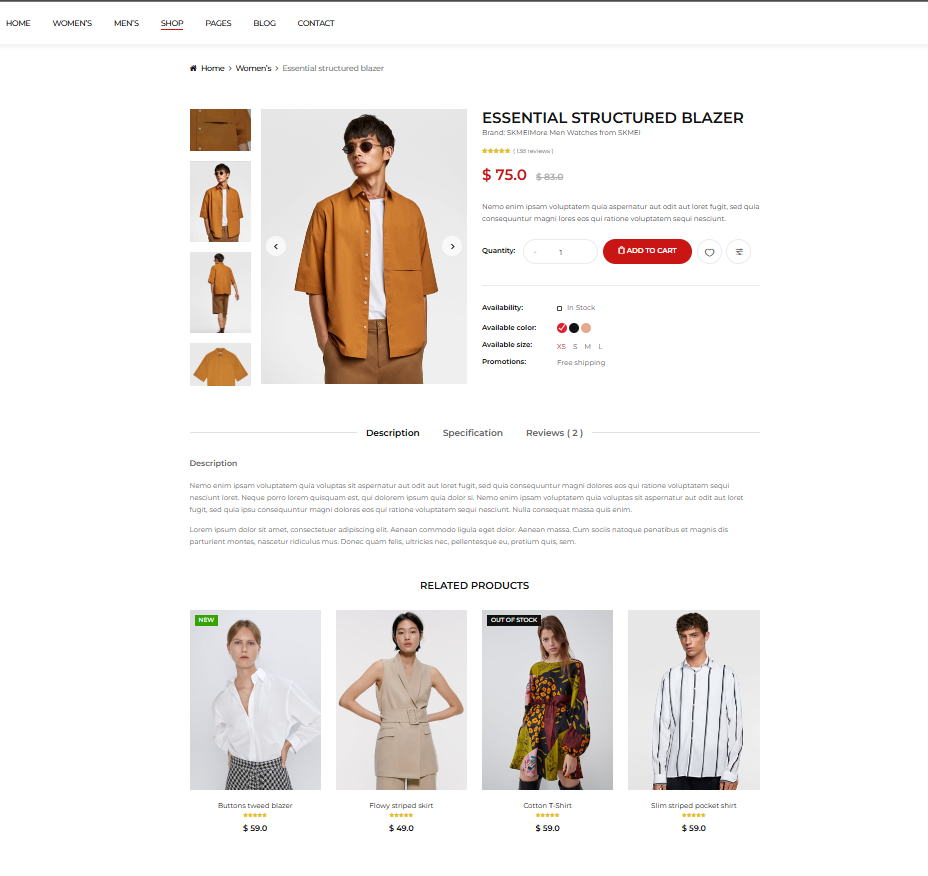 HOME WOMEN'S MEN'S SHOP PAGES BLOG CONTACT
Home > Women's > Essential structured blazer
ESSENTIAL STRUCTURED BLAZER
Brand: SKMEIMore Men Watches from SKMEI
( 138 reviews )
$ 75.0 $ 83.0
Nemo enim ipsam voluptatem quia aspernatur aut odit aut loret fugit, sed quia
consequuntur magni lores eos qui ratione voluptatem sequi nesciunt.
Quantity: - 1 ADD TO CART
Availability: In Stock
Available color:
Available size: XS S M L
Promotions: Free shipping
Description Specification Reviews ( 2 )
Description
Nemo enim ipsam voluptatem quia voluptas sit aspernatur aut odit aut loret fugit, sed quia consequuntur magni dolores eos qui ratione voluptatem sequi
nesciunt loret. Neque porro lorem quisquam est, qui dolorem ipsum quia dolor si. Nemo enim ipsam voluptatem quia voluptas sit aspernatur aut odit aut loret
fugit, sed quia ipsu consequuntur magni dolores eos qui ratione voluptatem sequi nesciunt. Nulla consequat massa quis enim.
Lorem ipsum dolor sit amet, consectetuer adipiscing elit. Aenean commodo ligula eget dolor. Aenean massa. Cum sociis natoque penatibus et magnis dis
parturient montes, nascetur ridiculus mus. Donec quam felis, ultricies nec, pellentesque eu, pretium quis, sem.
RELATED PRODUCTS
NEW OUT OF STOCK
Buttons tweed blazer Flowy striped skirt Cotton T-Shirt Slim striped pocket shirt
$ 59.0 $ 49.0 $ 59.0 $ 59.0